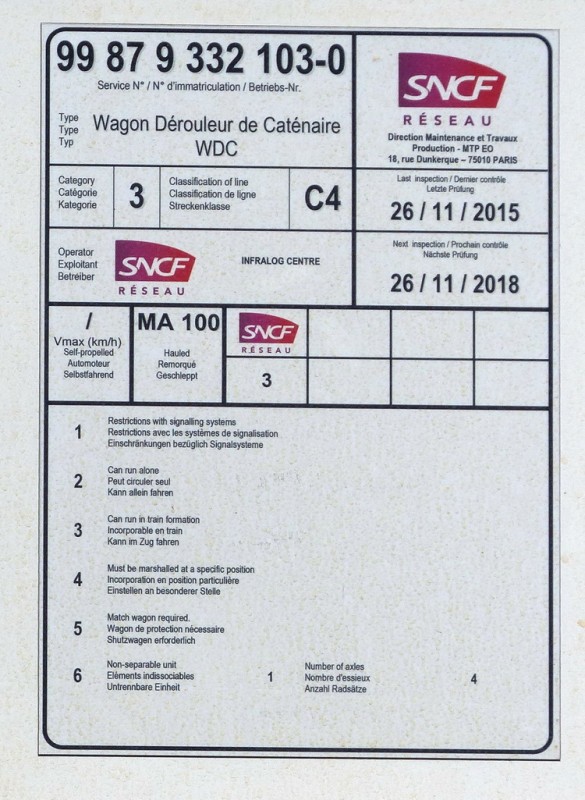 99 87 9 332 103-0
Service N° / N° d'immatriculation / Betriebs-Nr.
Type
Type
Typ
Wagon Dérouleur de Caténaire
WDC
SNCF
RÉSEAU
Direction Maintenance et Travaux
Production - MTP EO
18, rue Dunkerque – 75010 PARIS
Category
Catégorie
Kategorie
3
Classification of line
Classification de ligne
Streckenklasse
C4
Last inspection / Dernier contrôle
Letzte Prüfung
26 / 11 / 2015
Operator
Exploitant
Betreiber
SNCF
RÉSEAU
INFRALOG CENTRE
Next inspection / Prochain contrôle
Nächste Prüfung
26 / 11 / 2018
/
Vmax (km/h)
Self-propelled
Automoteur
Selbstfahrend
MA 100
Hauled
Remorqué
Geschleppt
SNCF
RÉSEAU
3
1
Restrictions with signalling systems
Restrictions avec les systèmes de signalisation
Einschränkungen bezüglich Signalsysteme
2
Can run alone
Peut circuler seul
Kann allein fahren
3
Can run in train formation
Incorporable en train
Kann im Zug fahren
4
Must be marshalled at a specific position
Incorporation en position particulière
Einstellen an besonderer Stelle
5
Match wagon required.
Wagon de protection nécessaire
Shutzwagen erforderlich
6
Non-separable unit
Eléments indissociables
Untrennbare Einheit
1
Number of axles
Nombre d'essieux
Anzahl Radsätze
4